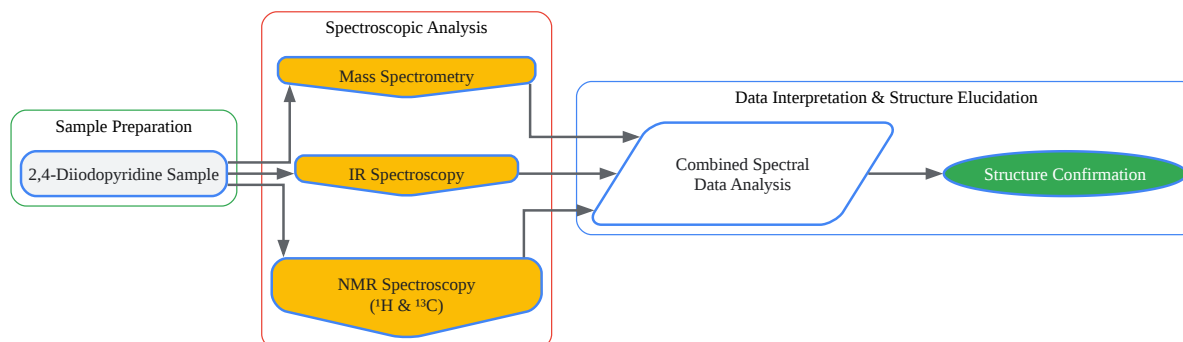 Spectroscopic Analysis
Mass Spectrometry
Data Interpretation & Structure Elucidation
Sample Preparation
2,4-Diiodopyridine Sample
IR Spectroscopy
Combined Spectral
Data Analysis
Structure Confirmation
NMR Spectroscopy
(¹H & ¹³C)